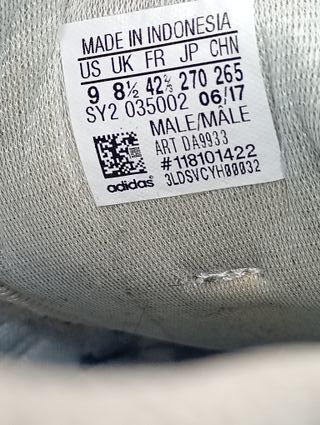 MADE IN INDONESIA
US UK FR JP CHN
9 8½ 42⅔ 270 265
SY2 035002 06/17
MALE/MÂLE
ART DA9933
#118101422
3LDSVCYH00032
adidas